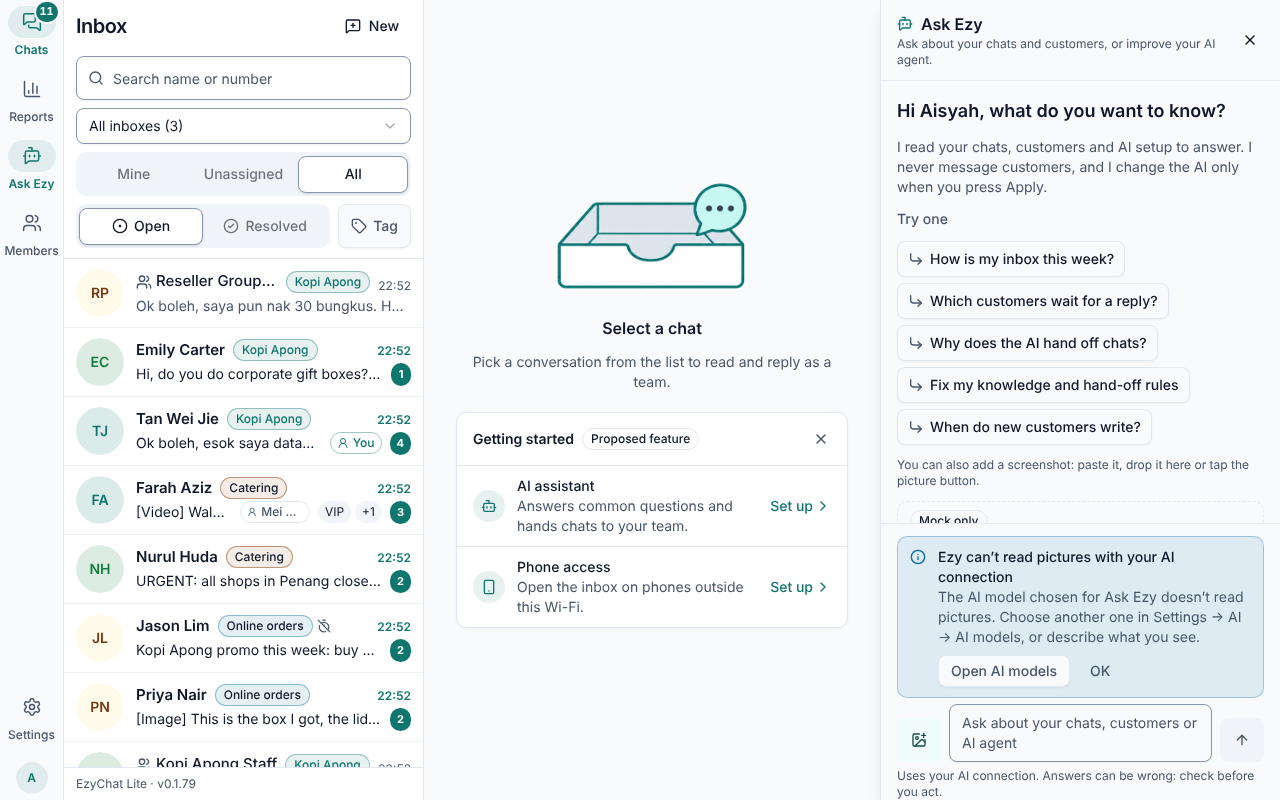 11
Chats
Reports
Ask Ezy
Members
Settings
A
Inbox
New
Search name or number
All inboxes (3)
Mine
Unassigned
All
Open
Resolved
Tag
RP
Reseller Group...
Kopi Apong
22:52
Ok boleh, saya pun nak 30 bungkus. H...
EC
Emily Carter
Kopi Apong
22:52
Hi, do you do corporate gift boxes?...
1
TJ
Tan Wei Jie
Kopi Apong
22:52
Ok boleh, esok saya data...
You
4
FA
Farah Aziz
Catering
22:52
[Video] Wal...
Mei ...
VIP
+1
3
NH
Nurul Huda
Catering
22:52
URGENT: all shops in Penang close...
2
JL
Jason Lim
Online orders
22:52
Kopi Apong promo this week: buy ...
2
PN
Priya Nair
Online orders
22:52
[Image] This is the box I got, the lid...
2
Kopi Apong Staff
Kopi Apong
22:52
EzyChat Lite · v0.1.79
Select a chat
Pick a conversation from the list to read and reply as a
team.
Getting started
Proposed feature
AI assistant
Answers common questions and
hands chats to your team.
Set up
Phone access
Open the inbox on phones outside
this Wi-Fi.
Set up
Ask Ezy
Ask about your chats and customers, or improve your AI
agent.
Hi Aisyah, what do you want to know?
I read your chats, customers and AI setup to answer. I
never message customers, and I change the AI only
when you press Apply.
Try one
How is my inbox this week?
Which customers wait for a reply?
Why does the AI hand off chats?
Fix my knowledge and hand-off rules
When do new customers write?
You can also add a screenshot: paste it, drop it here or tap the
picture button.
Mock only
Ezy can’t read pictures with your AI
connection
The AI model chosen for Ask Ezy doesn’t read
pictures. Choose another one in Settings → AI
→ AI models, or describe what you see.
Open AI models
OK
Ask about your chats, customers or
AI agent
Uses your AI connection. Answers can be wrong: check before
you act.